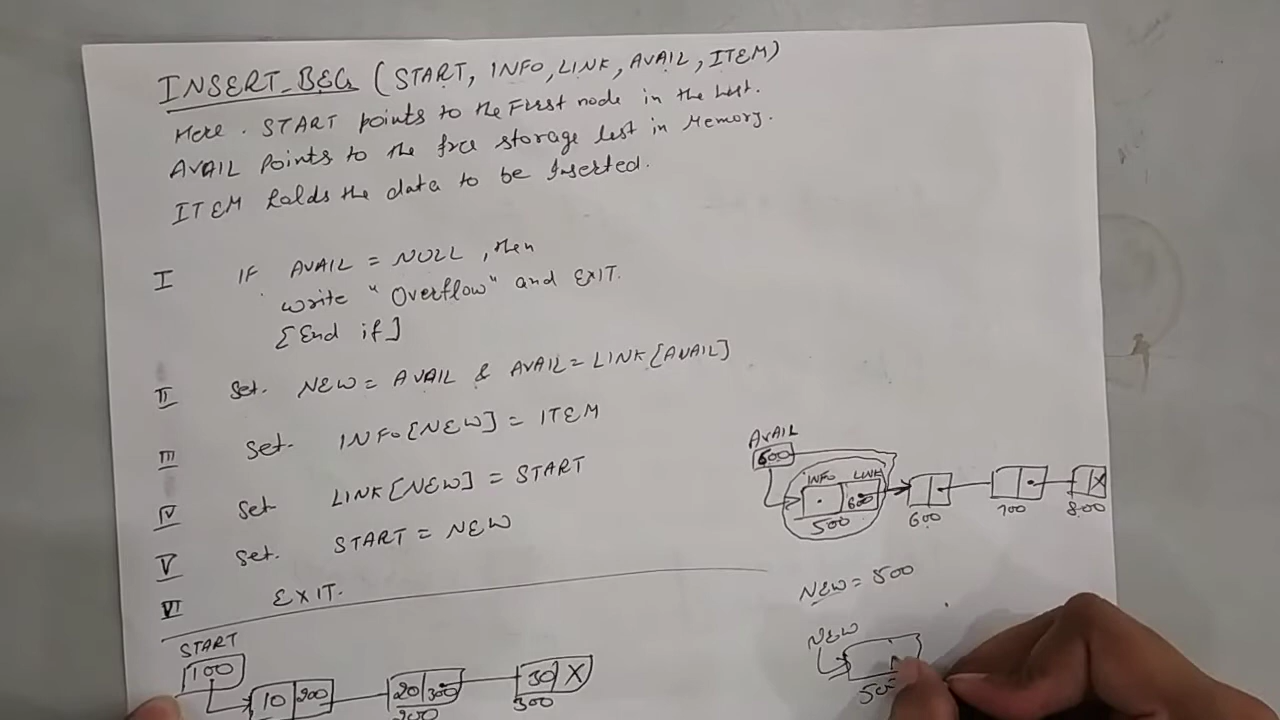 INSERT_BEG (START, INFO, LINK, AVAIL, ITEM)
Here. START points to the First node in the List.
AVAIL points to the free storage list in Memory.
ITEM holds the data to be Inserted.
I IF AVAIL = NULL, then
write "Overflow" and EXIT.
[End if]
II Set. NEW = AVAIL & AVAIL = LINK[AVAIL]
III Set. INFO[NEW] = ITEM
IV Set LINK[NEW] = START
V Set. START = NEW
VI EXIT.
AVAIL
600
INFO LINK
600
X
500 600 700 800
NEW = 500
NEW
START
100
10 200 20 300 30 X
200 300